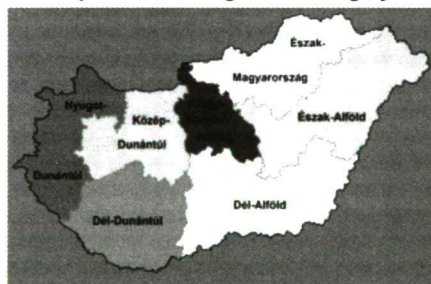 Észak-
Magyarország
Nyugat-
Dunántúl
Közép-
Dunántúl
Észak-Alföld
Dél-Alföld
Dél-Dunántúl